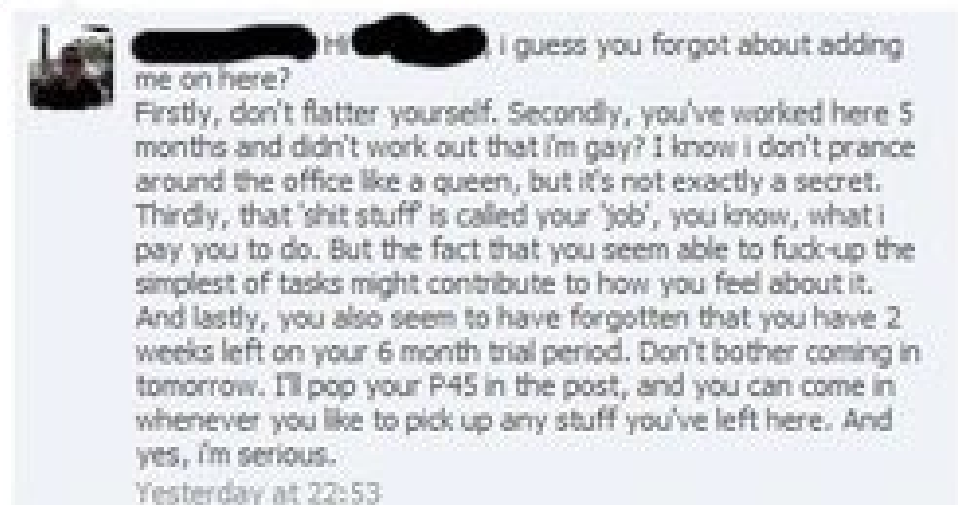 Hi i guess you forgot about adding
me on here?
Firstly, don't flatter yourself. Secondly, you've worked here 5
months and didn't work out that i'm gay? I know i don't prance
around the office like a queen, but it's not exactly a secret.
Thirdly, that 'shit stuff' is called your 'job', you know, what i
pay you to do. But the fact that you seem able to fuck-up the
simplest of tasks might contribute to how you feel about it.
And lastly, you also seem to have forgotten that you have 2
weeks left on your 6 month trial period. Don't bother coming in
tomorrow. I'll pop your P45 in the post, and you can come in
whenever you like to pick up any stuff you've left here. And
yes, i'm serious.
Yesterday at 22:53